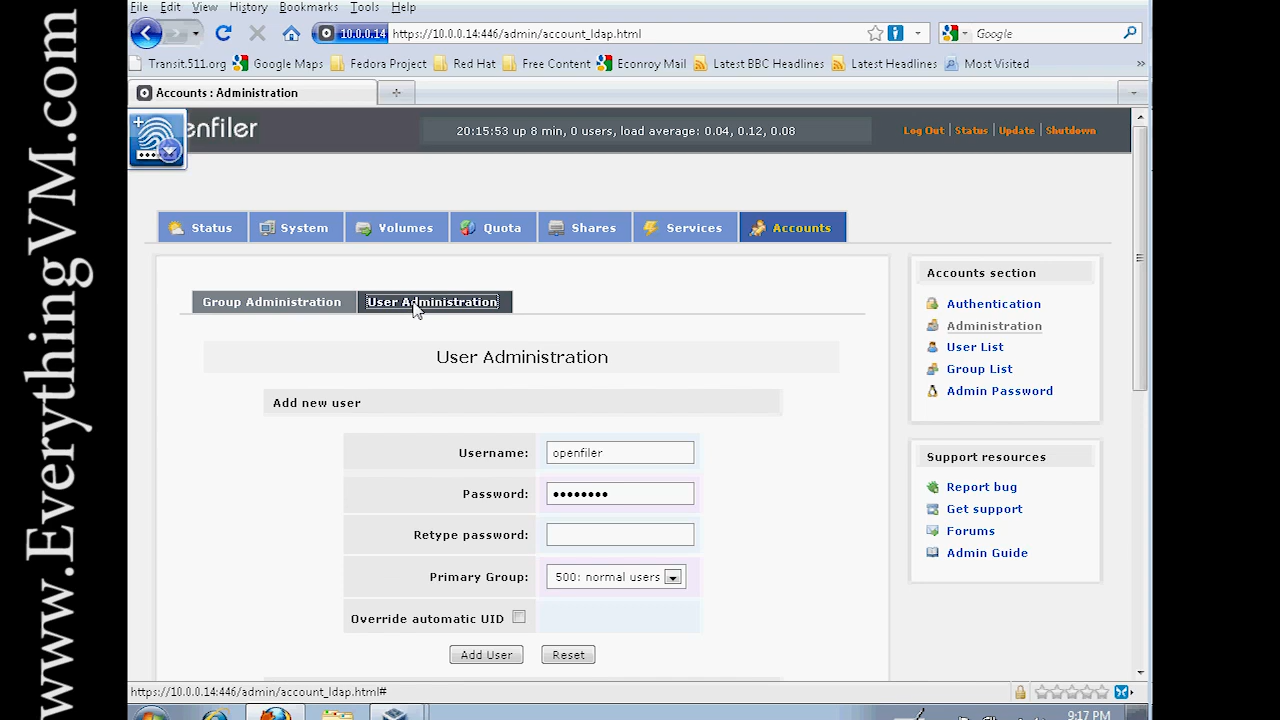 www.EverythingVM.com
File Edit View History Bookmarks Tools Help
10.0.0.14 https://10.0.0.14:446/admin/account_ldap.html
Google
Transit.511.org Google Maps Fedora Project Red Hat Free Content Econroy Mail Latest BBC Headlines Latest Headlines Most Visited »
Accounts : Administration
enfiler
20:15:53 up 8 min, 0 users, load average: 0.04, 0.12, 0.08
Log Out | Status | Update | Shutdown
Status System Volumes Quota Shares Services Accounts
Group Administration User Administration
User Administration
Add new user
Username: openfiler
Password: ••••••••
Retype password:
Primary Group: 500: normal users
Override automatic UID
Add User Reset
Accounts section
Authentication
Administration
User List
Group List
Admin Password
Support resources
Report bug
Get support
Forums
Admin Guide
https://10.0.0.14:446/admin/account_ldap.html#
9:17 PM